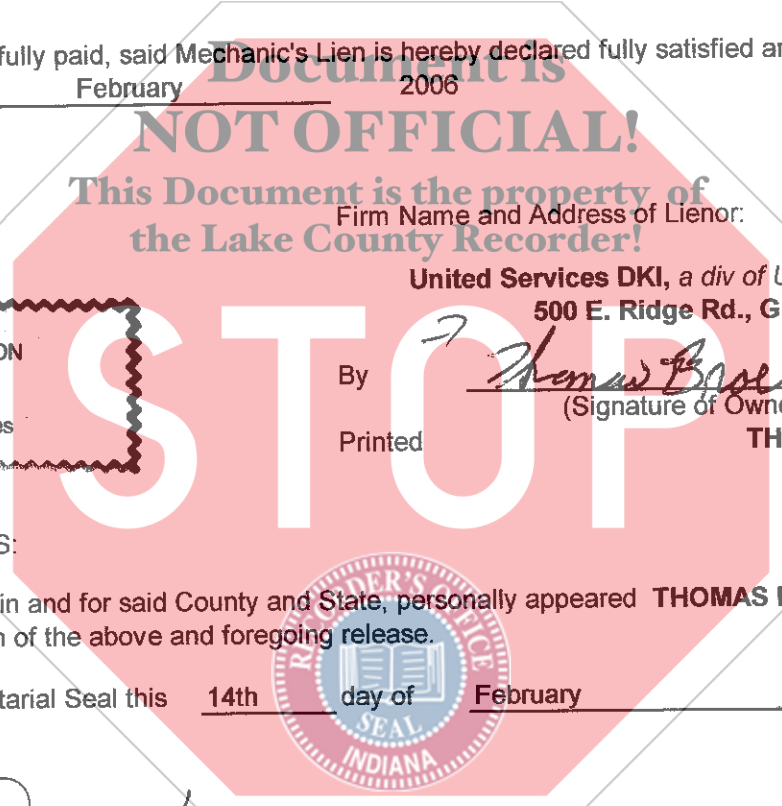 fully paid, said Mechanic's Lien is hereby declared fully satisfied
Document is
February 2006
NOT OFFICIAL!
This Document is the property of
Firm Name and Address of Lienor:
the Lake County Recorder!
United Services DKI, a div of
500 E. Ridge Rd., G
STOP
ON
By Thomas
(Signature of Owne
es
Printed TH
S:
in and for said County and State, personally appeared THOMAS
n of the above and foregoing release.
tarial Seal this 14th day of February
RECORDER'S OFFICE
SEAL
INDIANA